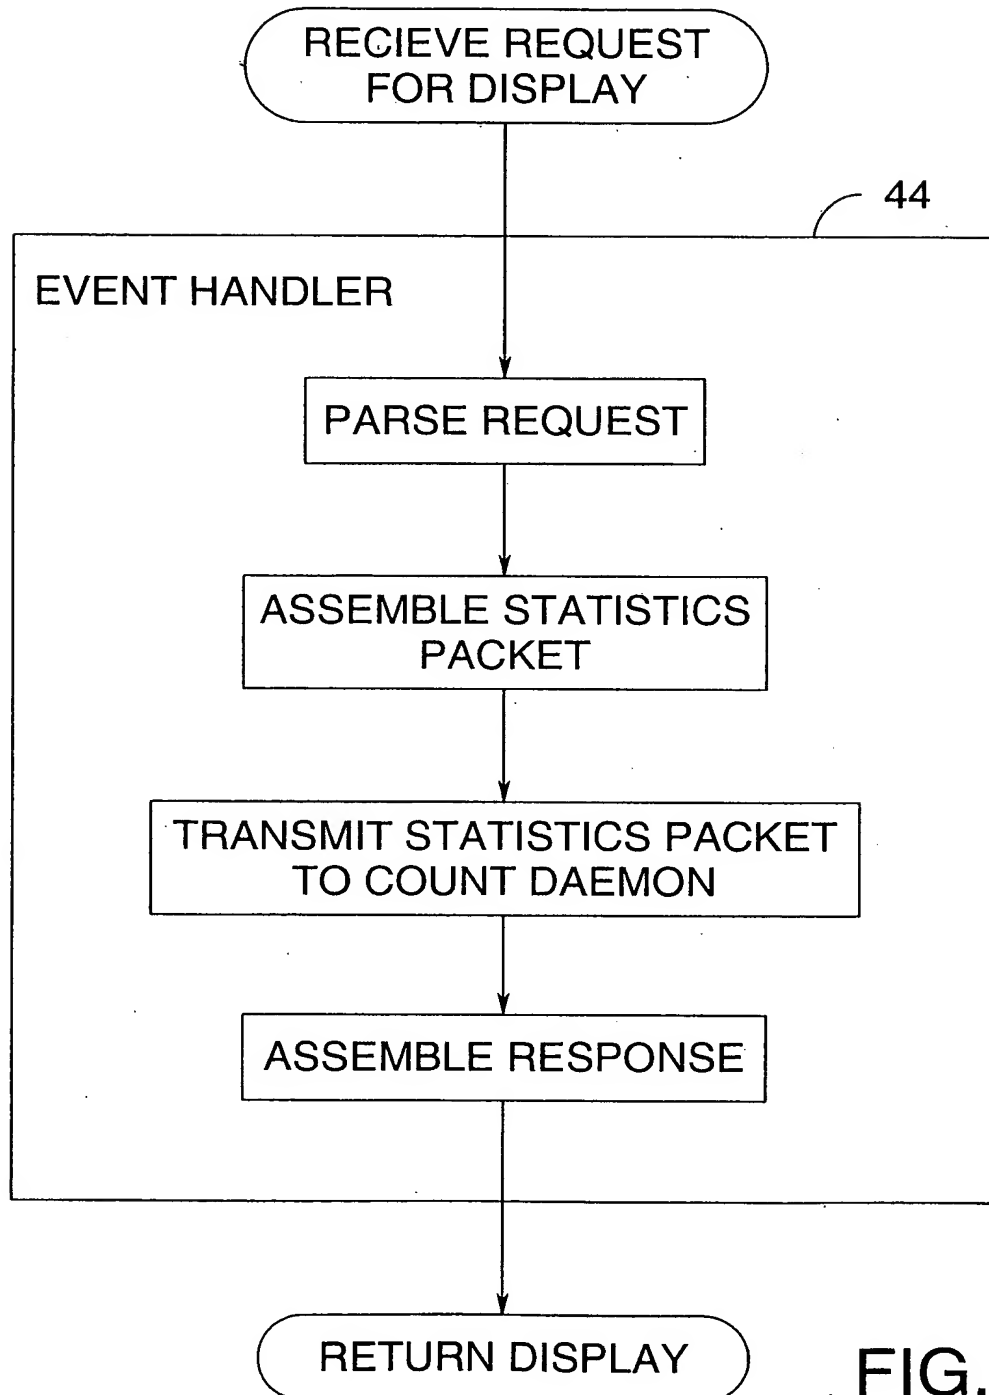 RECIEVE REQUEST
FOR DISPLAY
44
EVENT HANDLER
PARSE REQUEST
ASSEMBLE STATISTICS
PACKET
TRANSMIT STATISTICS PACKET
TO COUNT DAEMON
ASSEMBLE RESPONSE
RETURN DISPLAY
FIG.